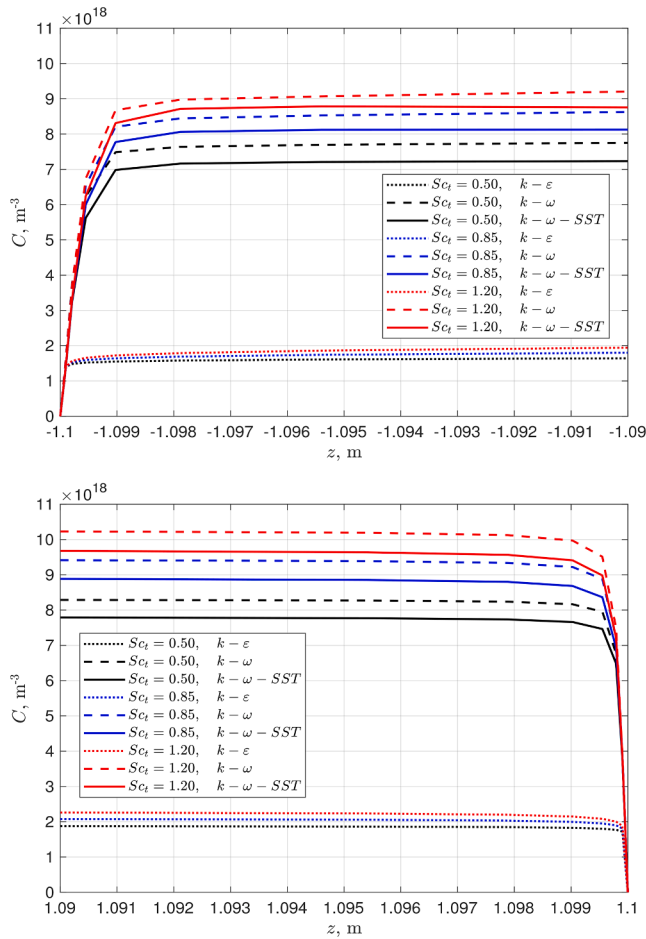 ×10^18
11
10
9
8
7
6
5
4
3
2
1
0
C, m^-3
Sc_t = 0.50, k − ε
Sc_t = 0.50, k − ω
Sc_t = 0.50, k − ω − SST
Sc_t = 0.85, k − ε
Sc_t = 0.85, k − ω
Sc_t = 0.85, k − ω − SST
Sc_t = 1.20, k − ε
Sc_t = 1.20, k − ω
Sc_t = 1.20, k − ω − SST
-1.1 -1.099 -1.098 -1.097 -1.096 -1.095 -1.094 -1.093 -1.092 -1.091 -1.09
z, m
×10^18
11
10
9
8
7
6
5
4
3
2
1
0
C, m^-3
Sc_t = 0.50, k − ε
Sc_t = 0.50, k − ω
Sc_t = 0.50, k − ω − SST
Sc_t = 0.85, k − ε
Sc_t = 0.85, k − ω
Sc_t = 0.85, k − ω − SST
Sc_t = 1.20, k − ε
Sc_t = 1.20, k − ω
Sc_t = 1.20, k − ω − SST
1.09 1.091 1.092 1.093 1.094 1.095 1.096 1.097 1.098 1.099 1.1
z, m